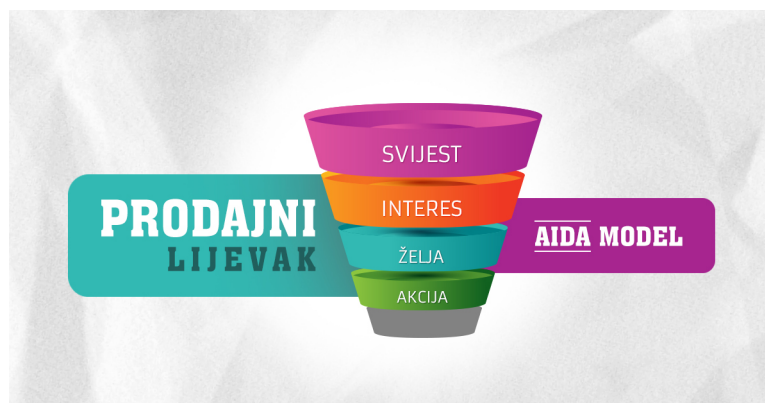 PRODAJNI
LIJEVAK
SVIJEST
INTERES
ŽELJA
AKCIJA
AIDA MODEL